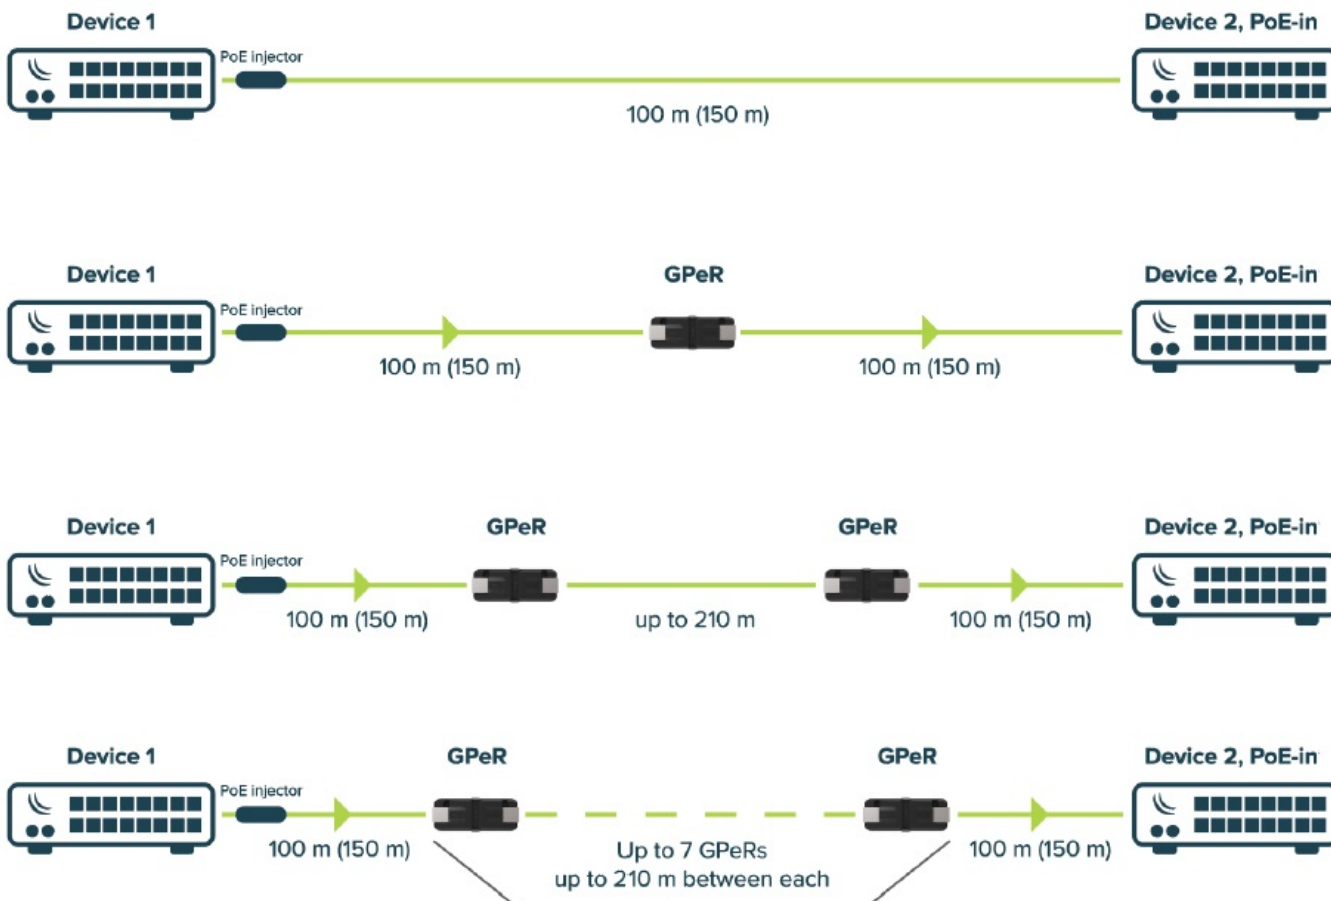 Device 1
Device 2, PoE-in
PoE injector
100 m (150 m)
Device 1
GPeR
Device 2, PoE-in
PoE injector
100 m (150 m)
100 m (150 m)
Device 1
GPeR
GPeR
Device 2, PoE-in
PoE injector
100 m (150 m)
up to 210 m
100 m (150 m)
Device 1
GPeR
GPeR
Device 2, PoE-in
PoE injector
100 m (150 m)
Up to 7 GPeRs
up to 210 m between each
100 m (150 m)